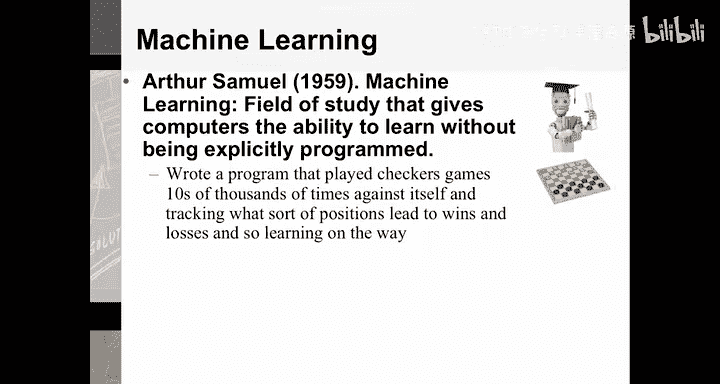 Machine Learning
bilibili
• Arthur Samuel (1959). Machine
Learning: Field of study that gives
computers the ability to learn without
being explicitly programmed.
– Wrote a program that played checkers games
10s of thousands of times against itself and
tracking what sort of positions lead to wins and
losses and so learning on the way